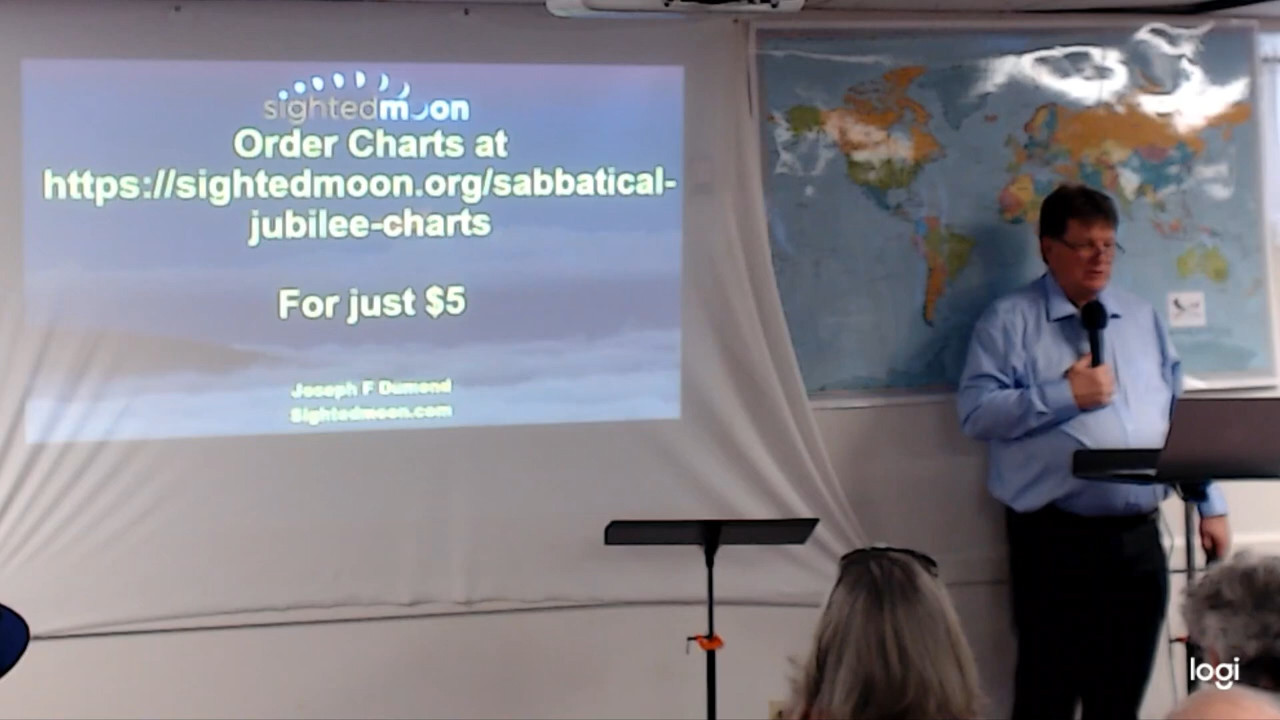 sightedmoon
Order Charts at
https://sightedmoon.org/sabbatical-
jubilee-charts
For just $5
Joseph F Dumond
Sightedmoon.com
logi